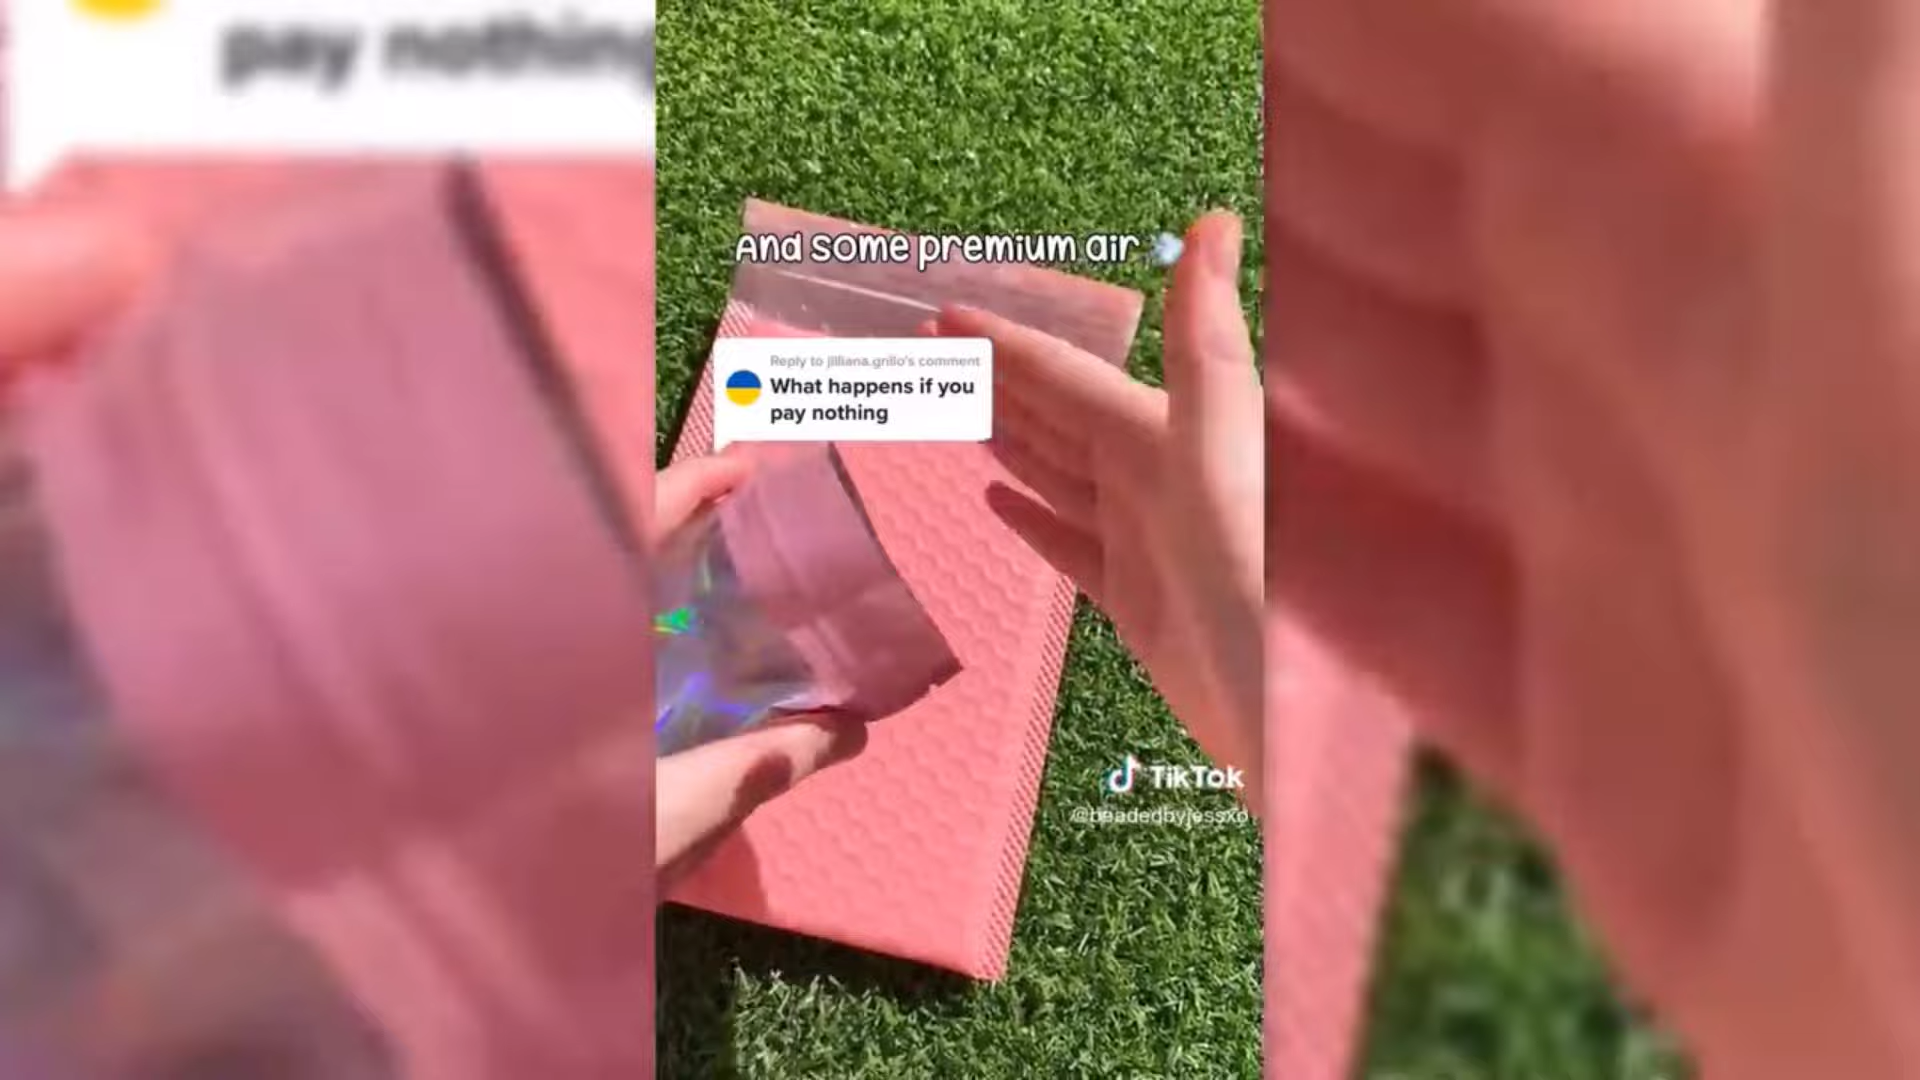 pay nothing
And some premium air
Reply to jilliana.grillo's comment
What happens if you
pay nothing
TikTok
@beadedbyjessxo